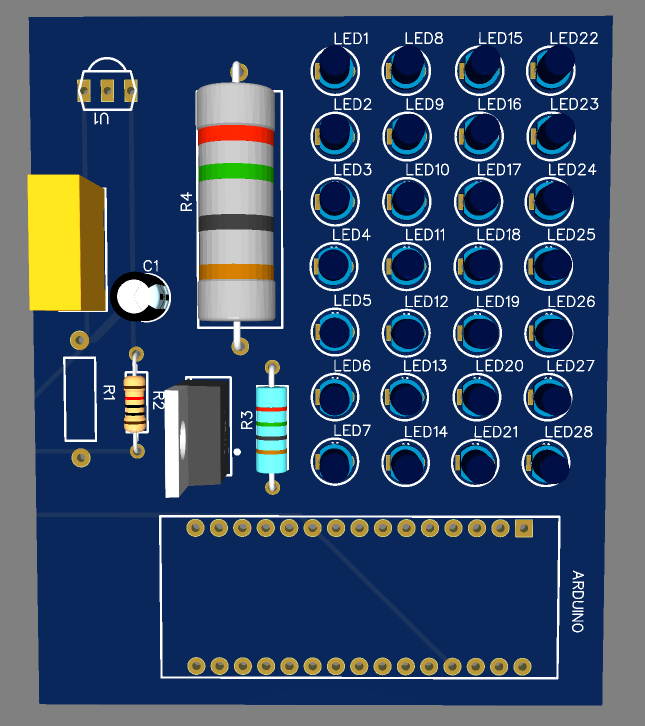 LED1 LED8 LED15 LED22
U1
LED2 LED9 LED16 LED23
LED3 LED10 LED17 LED24
R4
LED4 LED11 LED18 LED25
C1
LED5 LED12 LED19 LED26
LED6 LED13 LED20 LED27
R1
R2
R3
LED7 LED14 LED21 LED28
ARDUINO